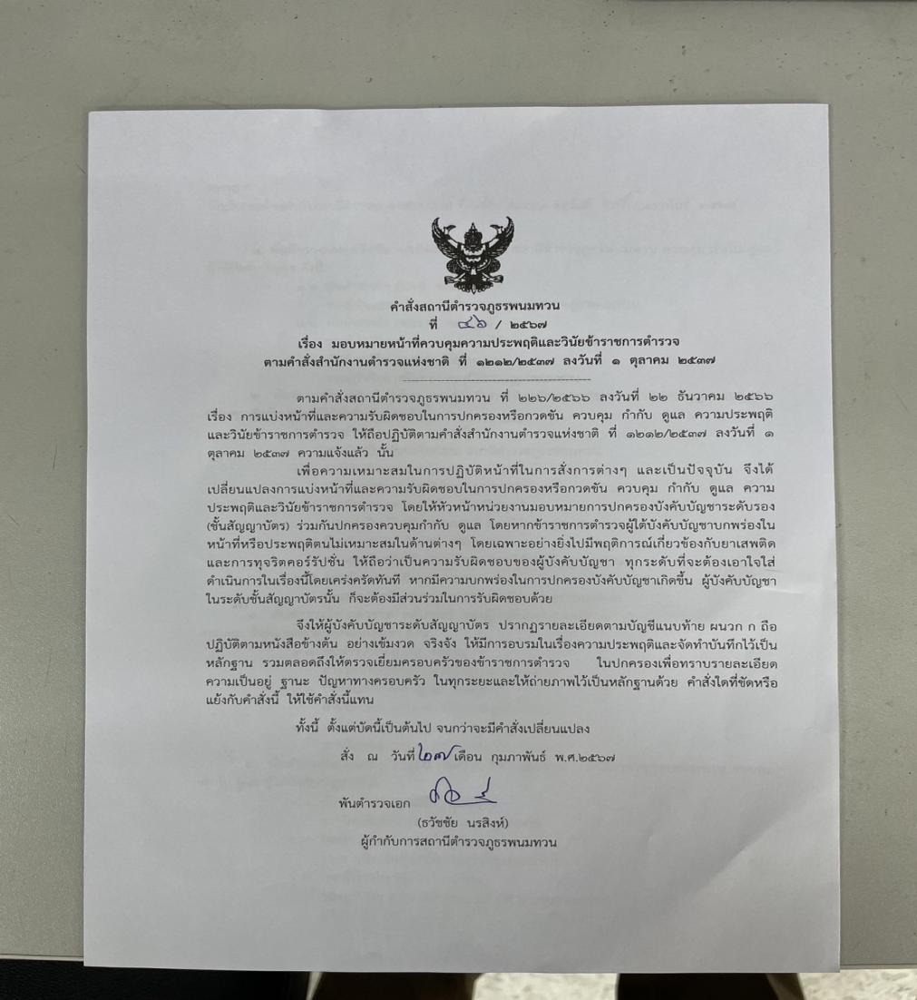 คำสั่งสถานีตำรวจภูธรพนมทวน
ที่ ๔๖ / ๒๕๖๗
เรื่อง มอบหมายหน้าที่ควบคุมความประพฤติและวินัยข้าราชการตำรวจ
ตามคำสั่งสำนักงานตำรวจแห่งชาติ ที่ ๑๒๑๒/๒๕๓๗ ลงวันที่ ๑ ตุลาคม ๒๕๓๗
ตามคำสั่งสถานีตำรวจภูธรพนมทวน ที่ ๒๒๖/๒๕๖๖ ลงวันที่ ๒๒ ธันวาคม ๒๕๖๖
เรื่อง การแบ่งหน้าที่และความรับผิดชอบในการปกครองหรือกวดขัน ควบคุม กำกับ ดูแล ความประพฤติ
และวินัยข้าราชการตำรวจ ให้ถือปฏิบัติตามคำสั่งสำนักงานตำรวจแห่งชาติ ที่ ๑๒๑๒/๒๕๓๗ ลงวันที่ ๑
ตุลาคม ๒๕๓๗ ความแจ้งแล้ว นั้น
เพื่อความเหมาะสมในการปฏิบัติหน้าที่ในการสั่งการต่างๆ และเป็นปัจจุบัน จึงได้
เปลี่ยนแปลงการแบ่งหน้าที่และความรับผิดชอบในการปกครองหรือกวดขัน ควบคุม กำกับ ดูแล ความ
ประพฤติและวินัยข้าราชการตำรวจ โดยให้หัวหน้าหน่วยงานมอบหมายการปกครองบังคับบัญชาระดับรอง
(ชั้นสัญญาบัตร) ร่วมกันปกครองควบคุมกำกับ ดูแล โดยหากข้าราชการตำรวจผู้ใต้บังคับบัญชาบกพร่องใน
หน้าที่หรือประพฤติตนไม่เหมาะสมในด้านต่างๆ โดยเฉพาะอย่างยิ่งไปมีพฤติการณ์เกี่ยวข้องกับยาเสพติด
และการทุจริตคอร์รัปชั่น ให้ถือว่าเป็นความรับผิดชอบของผู้บังคับบัญชา ทุกระดับที่จะต้องเอาใจใส่
ดำเนินการในเรื่องนี้โดยเคร่งครัดทันที หากมีความบกพร่องในการปกครองบังคับบัญชาเกิดขึ้น ผู้บังคับบัญชา
ในระดับชั้นสัญญาบัตรนั้น ก็จะต้องมีส่วนร่วมในการรับผิดชอบด้วย
จึงให้ผู้บังคับบัญชาระดับสัญญาบัตร ปรากฏรายละเอียดตามบัญชีแนบท้าย ผนวก ก ถือ
ปฏิบัติตามหนังสือข้างต้น อย่างเข้มงวด จริงจัง ให้มีการอบรมในเรื่องความประพฤติและจัดทำบันทึกไว้เป็น
หลักฐาน รวมตลอดถึงให้ตรวจเยี่ยมครอบครัวของข้าราชการตำรวจ ในปกครองเพื่อทราบรายละเอียด
ความเป็นอยู่ ฐานะ ปัญหาทางครอบครัว ในทุกระยะและให้ถ่ายภาพไว้เป็นหลักฐานด้วย คำสั่งใดที่ขัดหรือ
แย้งกับคำสั่งนี้ ให้ใช้คำสั่งนี้แทน
ทั้งนี้ ตั้งแต่บัดนี้เป็นต้นไป จนกว่าจะมีคำสั่งเปลี่ยนแปลง
สั่ง ณ วันที่ ๒๗ เดือน กุมภาพันธ์ พ.ศ.๒๕๖๗
พันตำรวจเอก
(ธวัชชัย นรสิงห์)
ผู้กำกับการสถานีตำรวจภูธรพนมทวน